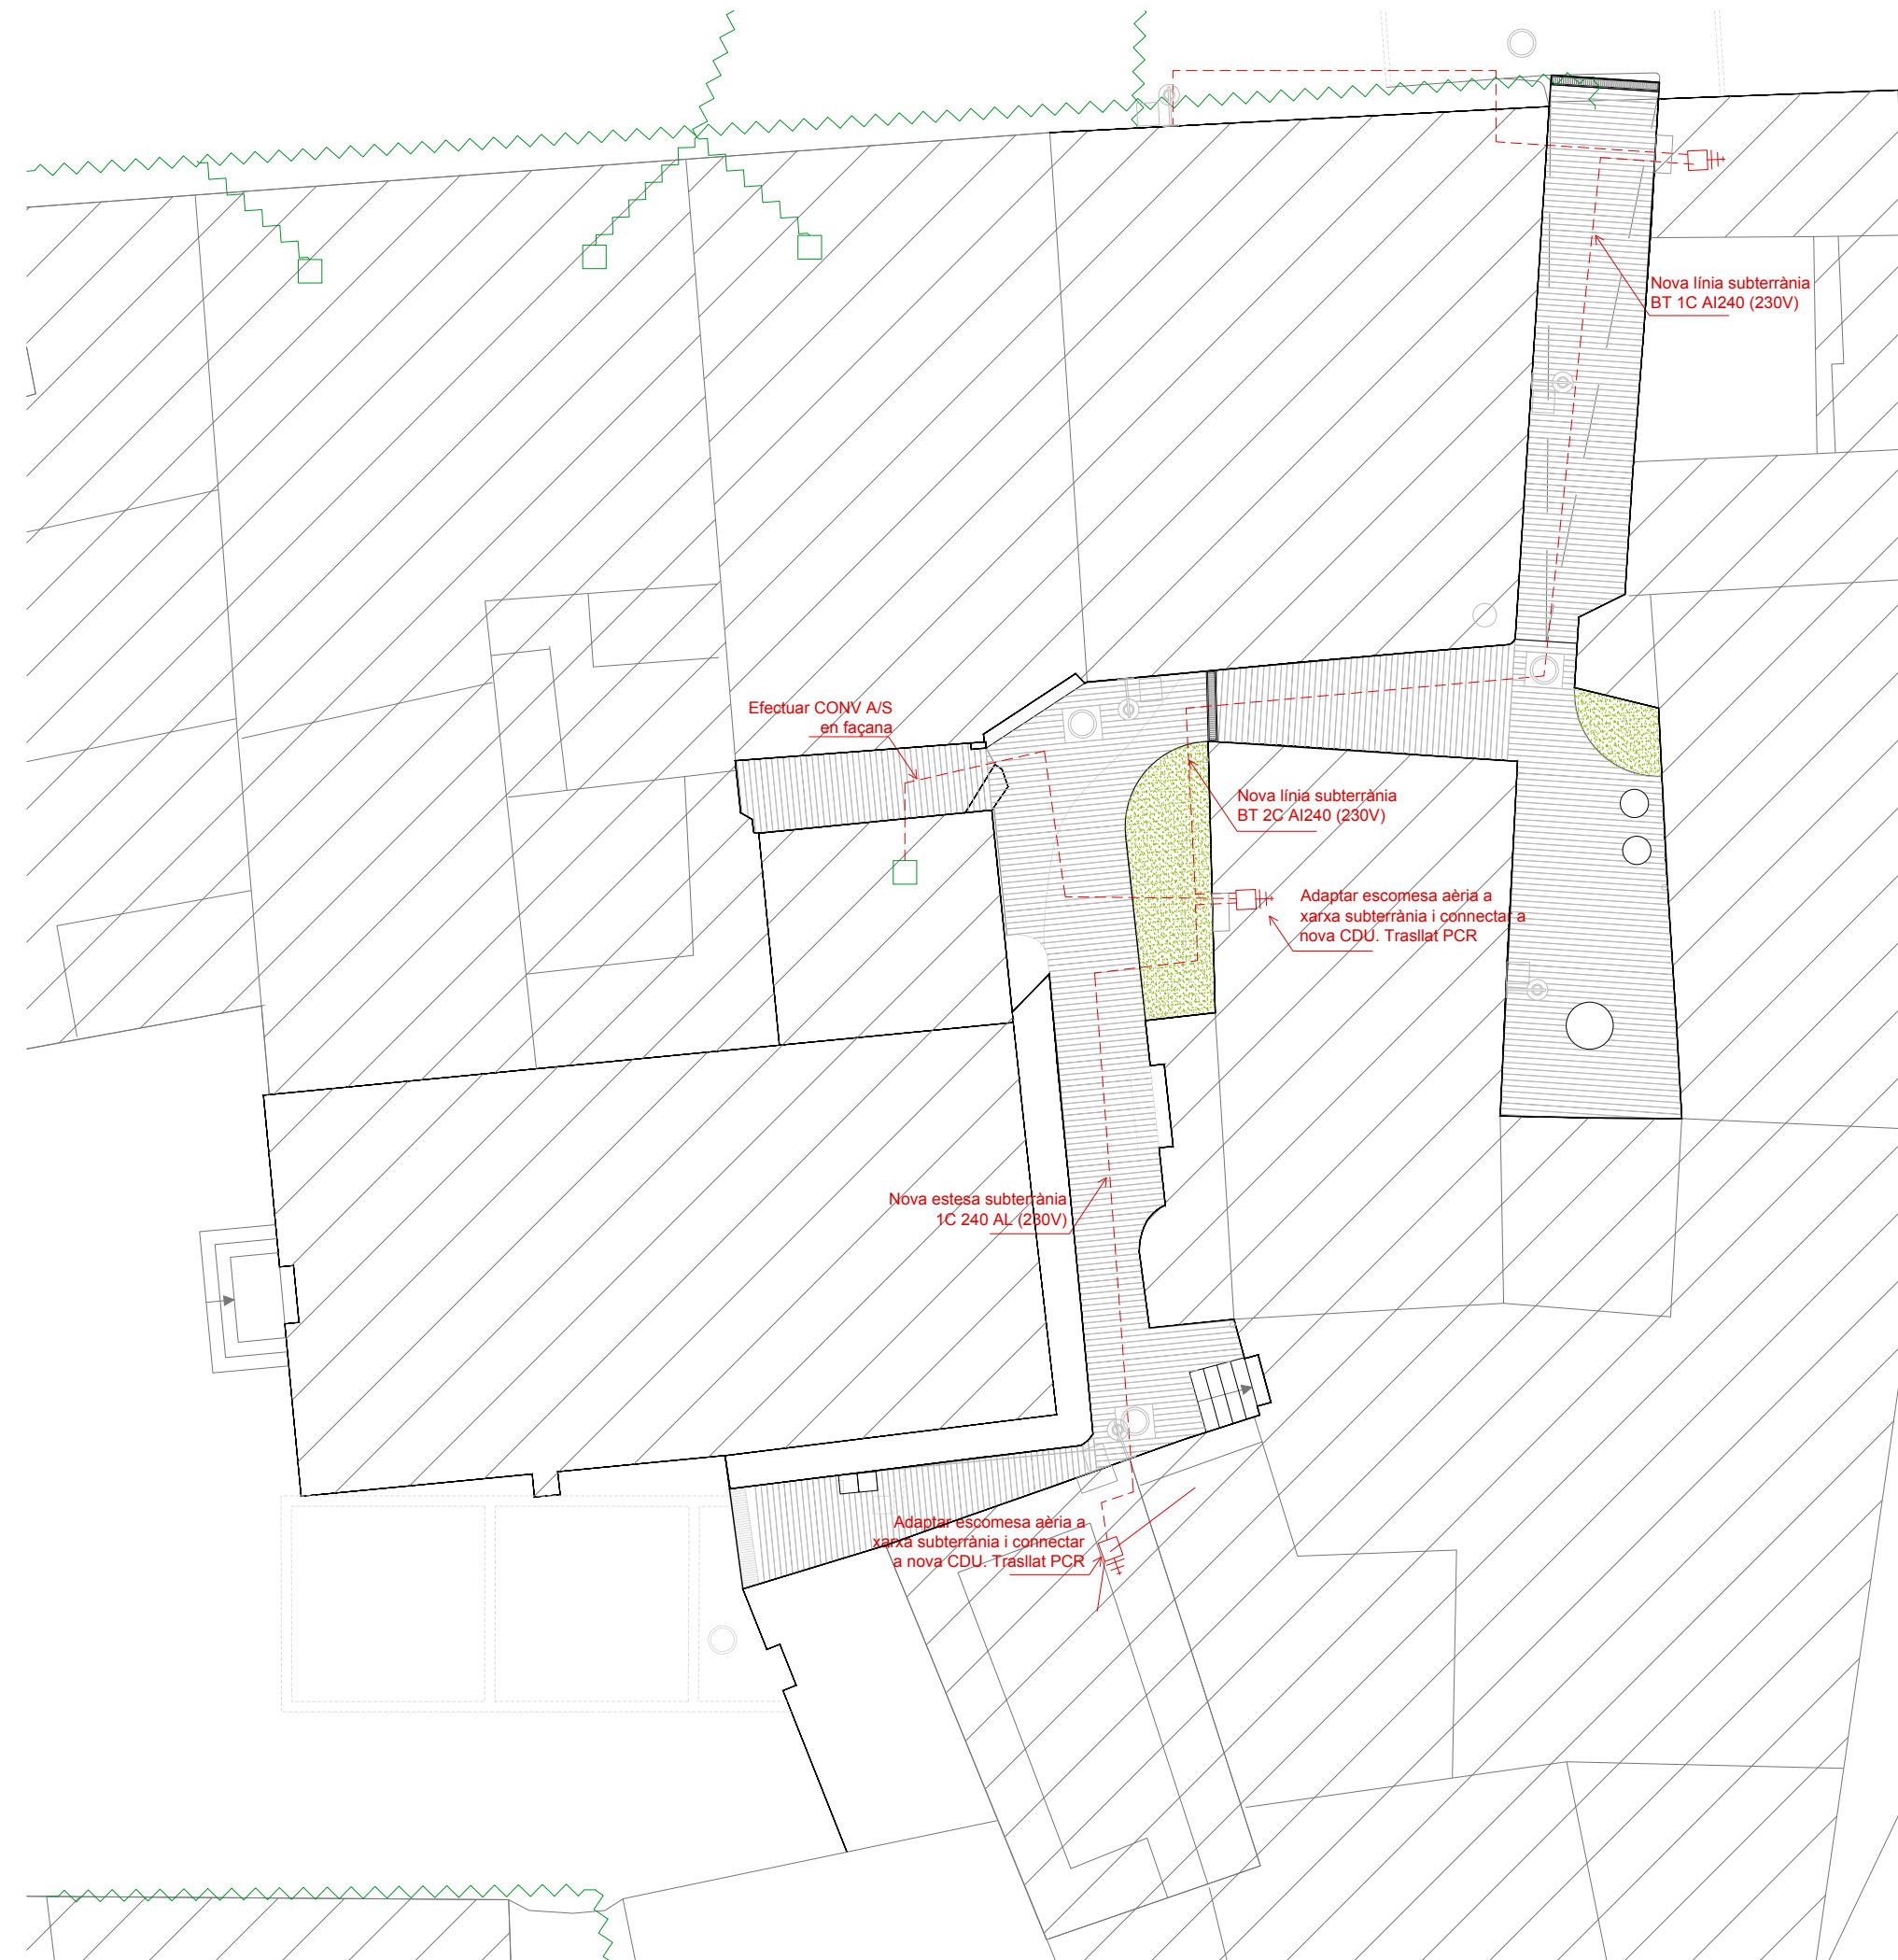 Nova línia subterrània
BT 1C Al240 (230V)
Efectuar CONV A/S
en façana
Nova línia subterrània
BT 2C Al240 (230V)
Adaptar escomesa aèria a
xarxa subterrània i connectar a
nova CDU. Trasllat PCR
Nova estesa subterrània
1C 240 AL (230V)
Adaptar escomesa aèria a
xarxa subterrània i connectar
a nova CDU. Trasllat PCR